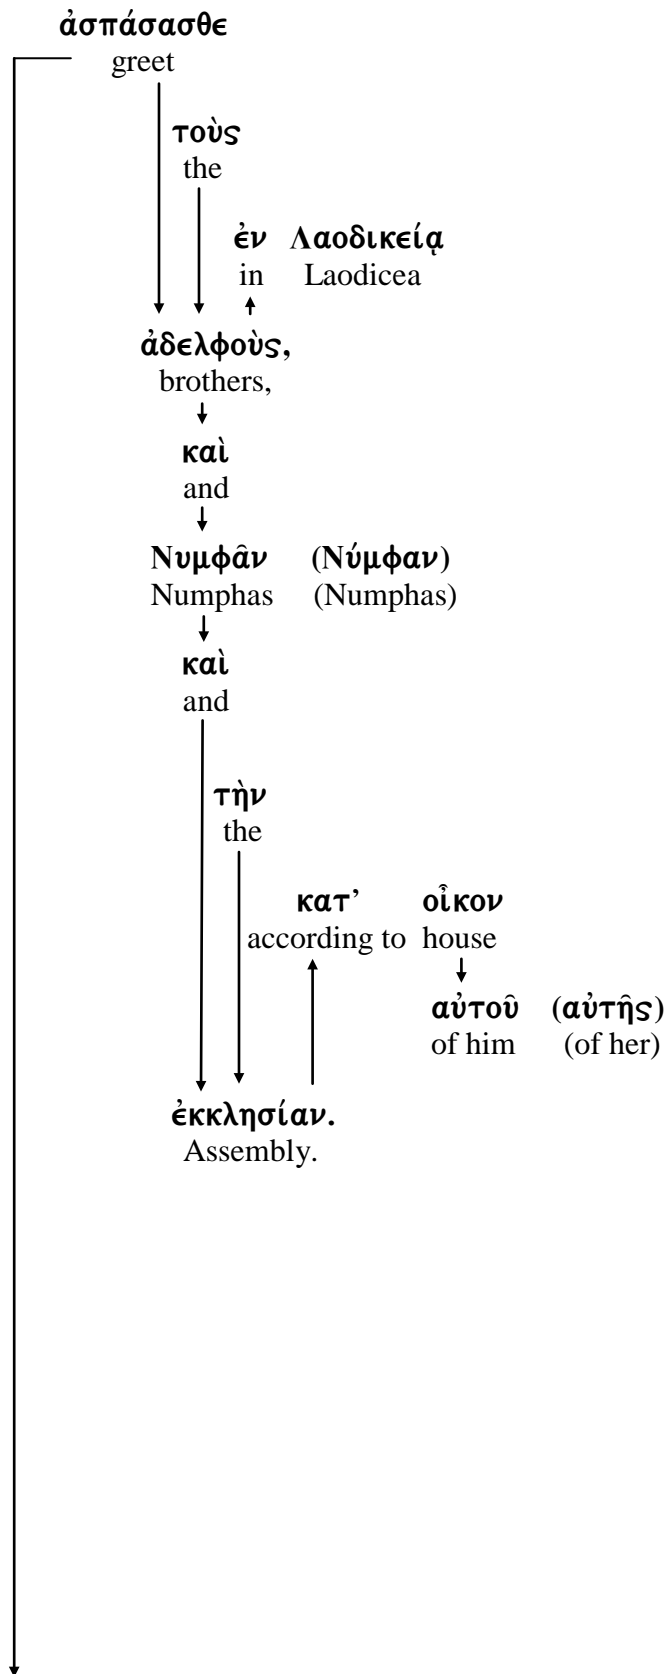 ἀσπάσασθε
greet
τοὺς
the
ἐν Λαοδικείᾳ
in Laodicea
ἀδελφοὺς,
brothers,
καὶ
and
Νυμφᾶν (Νύμφαν)
Numphas (Numphas)
καὶ
and
τὴν
the
κατ’ οἶκον
according to house
αὐτοῦ (αὐτῆς)
of him (of her)
ἐκκλησίαν.
Assembly.